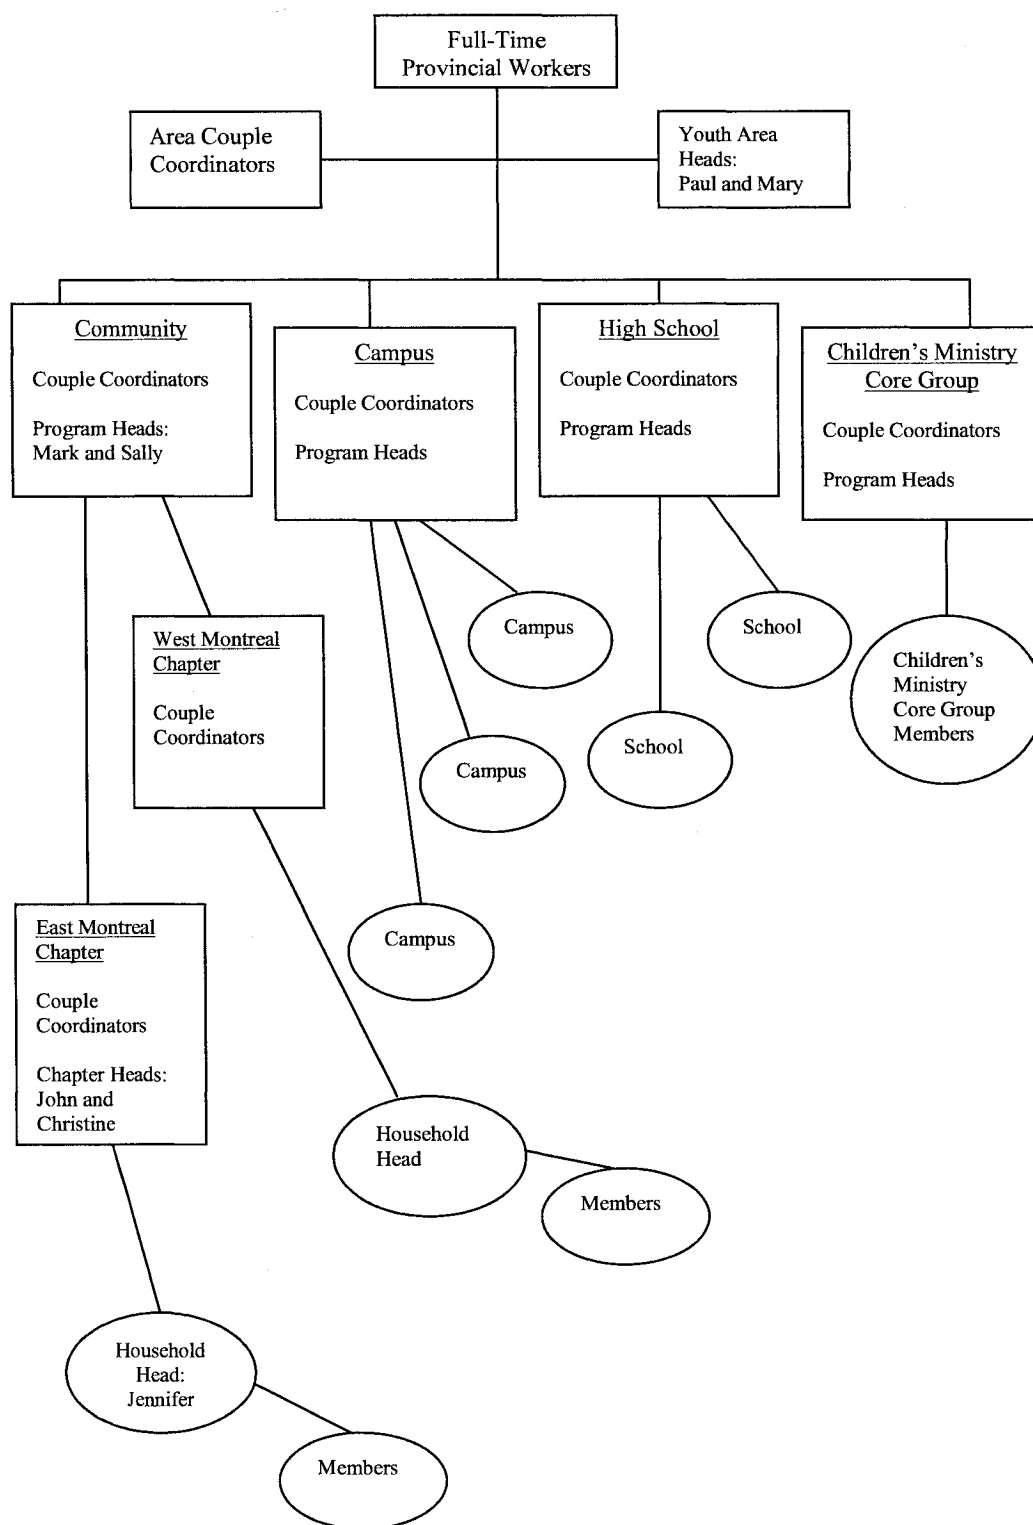 Full-Time
Provincial Workers
Area Couple
Coordinators
Youth Area
Heads:
Paul and Mary
Community
Couple Coordinators
Program Heads:
Mark and Sally
Campus
Couple Coordinators
Program Heads
High School
Couple Coordinators
Program Heads
Children's Ministry
Core Group
Couple Coordinators
Program Heads
West Montreal
Chapter
Couple
Coordinators
Campus
School
Children's
Ministry
Core Group
Members
Campus
School
East Montreal
Chapter
Couple
Coordinators
Chapter Heads:
John and
Christine
Campus
Household
Head
Members
Household
Head:
Jennifer
Members